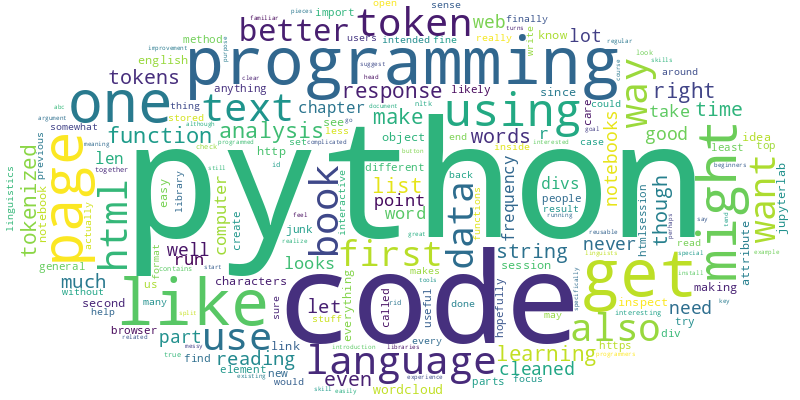 python
code
programming
get
page
one
like
might
using
text
use
language
token
html
book
data
better
first
want
way
also
analysis
function
tokens
tokenized
response
web
lot
right
make
words
chapter
list
point
word
string
frequency
divs
notebooks
time
take
good
never
need
though
learning
cleaned
even
let
run
well
much
part
reading
looks
computer
len
characters
object
r
see
http
set
different
inside
everything
interactive
junk
link
element
find
browser
second
general
without
many
help
us
format
create
library
easy
stored
somewhat
previous
notebook
actually
linguistics
thing
english
methods
import
anything
users
intended
fine
finally
sense
open
really
write
know
likely
since
care
could
case
around
least
idea
top
jupyterlab
attribute
htmlsession
people
result
session
hopefully
makes
useful
called
sure
stuff
done
rid
every
may
wordcloud
parts
focus
https
try
div
inspect
read
making
new
would
true
related
messy
existing
skill
easily
introduction
libraries
tools
experience
specifically
programmers
linguists
interesting
install
special
key
example
say
perhaps
tend
beginners
reusable
running
interested
functions
back
end
less
nltk
document
head
suggest
go
great
button
complicated
programmed
although
check
still
id
feel
realize
start
contains
split
together
meaning
argument
abc
improvement
familiar
purpose
clear
pieces
turns
regular
course
goal
look
skills